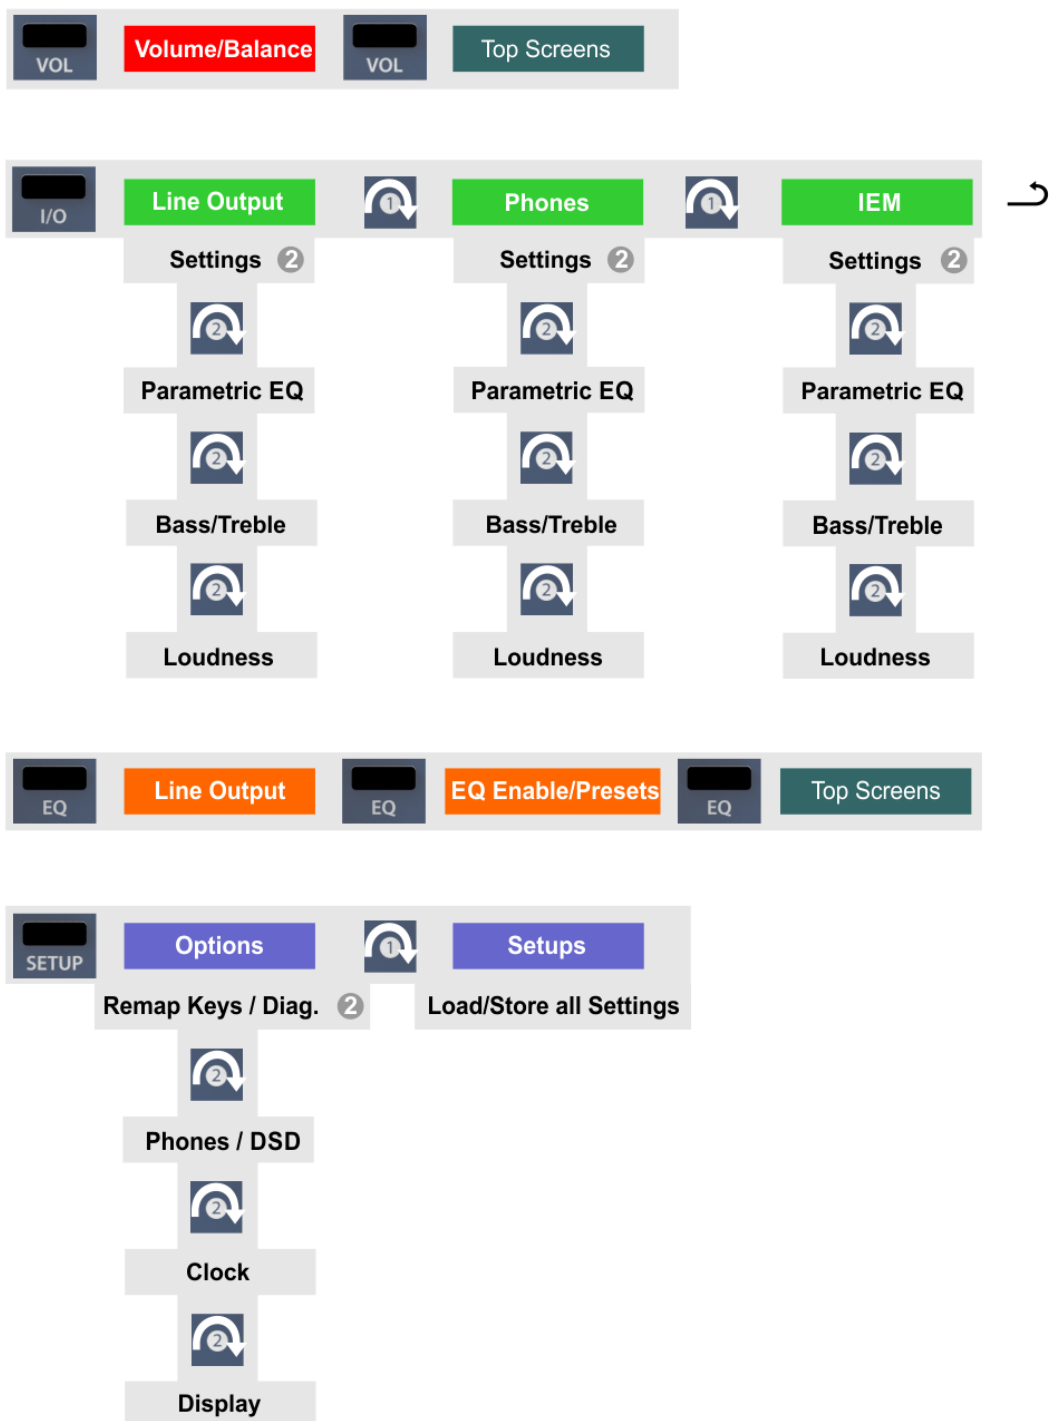 VOL Volume/Balance VOL Top Screens
I/O Line Output 1 Phones 1 IEM
Settings 2 Settings 2 Settings 2
2 2 2
Parametric EQ Parametric EQ Parametric EQ
2 2 2
Bass/Treble Bass/Treble Bass/Treble
2 2 2
Loudness Loudness Loudness
EQ Line Output EQ EQ Enable/Presets EQ Top Screens
SETUP Options 1 Setups
Remap Keys / Diag. 2 Load/Store all Settings
2
Phones / DSD
2
Clock
2
Display